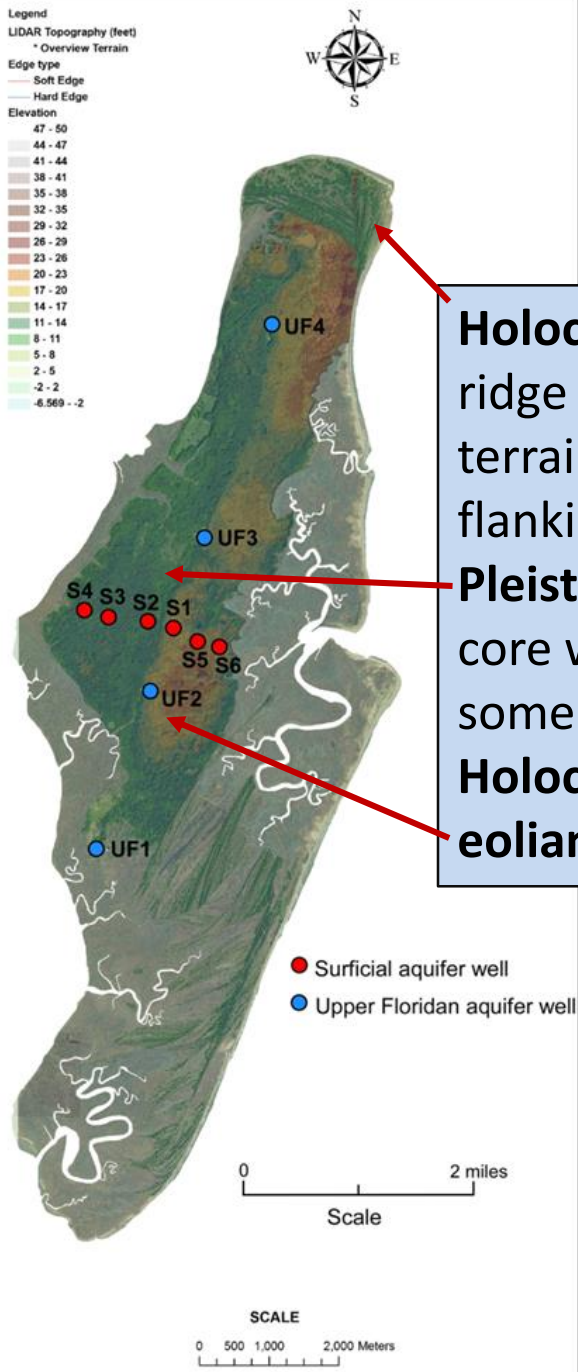 Legend
LIDAR Topography (feet)
* Overview Terrain
Edge type
Soft Edge
Hard Edge
Elevation
47 - 50
44 - 47
41 - 44
38 - 41
35 - 38
32 - 35
29 - 32
26 - 29
23 - 26
20 - 23
17 - 20
14 - 17
11 - 14
8 - 11
5 - 8
2 - 5
-2 - 2
-6.569 - -2
N
W E
S
UF4
Holoc
ridge
terrai
flanki
Pleist
core v
some
Holoc
eoliar
UF3
S4 S3 S2 S1
S5 S6
UF2
UF1
Surficial aquifer well
Upper Floridan aquifer well
0 2 miles
Scale
SCALE
0 500 1,000 2,000 Meters